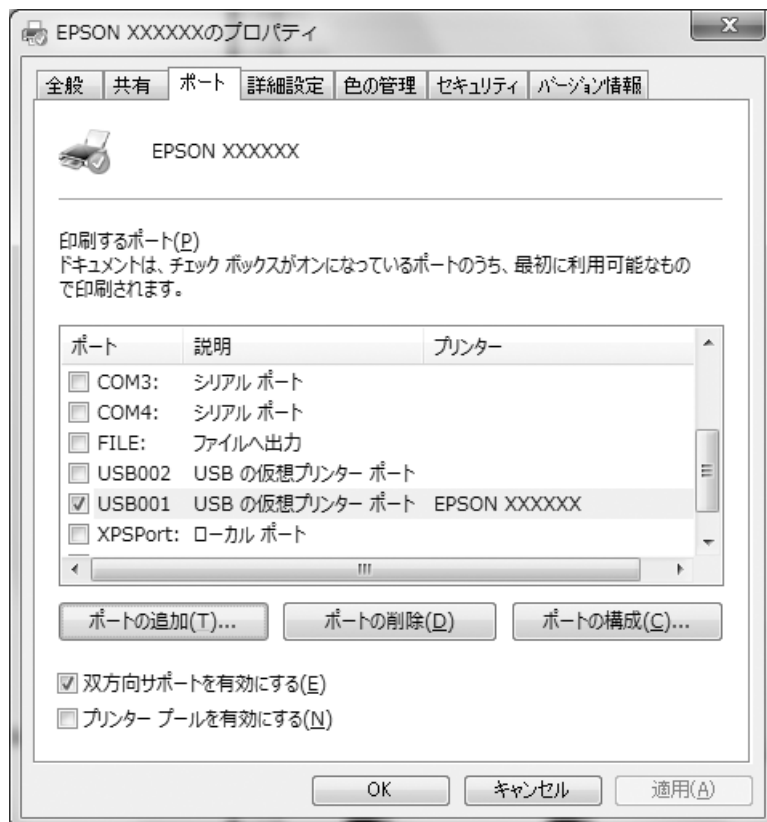 EPSON XXXXXXのプロパティ
全般 共有 ポート 詳細設定 色の管理 セキュリティ バージョン情報
EPSON XXXXXX
印刷するポート(P)
ドキュメントは、チェック ボックスがオンになっているポートのうち、最初に利用可能なもの
で印刷されます。
ポート 説明 プリンター
COM3: シリアル ポート
COM4: シリアル ポート
FILE: ファイルへ出力
USB002 USB の仮想プリンター ポート
USB001 USB の仮想プリンター ポート EPSON XXXXXX
XPSPort: ローカル ポート
ポートの追加(T)... ポートの削除(D) ポートの構成(C)...
双方向サポートを有効にする(E)
プリンター プールを有効にする(N)
OK キャンセル 適用(A)